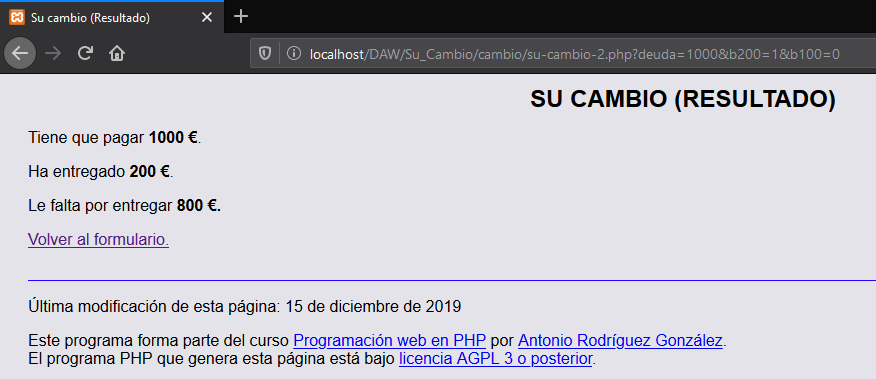 Su cambio (Resultado)
localhost/DAW/Su_Cambio/cambio/su-cambio-2.php?deuda=1000&b200=1&b100=0
SU CAMBIO (RESULTADO)
Tiene que pagar 1000 €.
Ha entregado 200 €.
Le falta por entregar 800 €.
Volver al formulario.
Última modificación de esta página: 15 de diciembre de 2019
Este programa forma parte del curso Programación web en PHP por Antonio Rodríguez González.
El programa PHP que genera esta página está bajo licencia AGPL 3 o posterior.